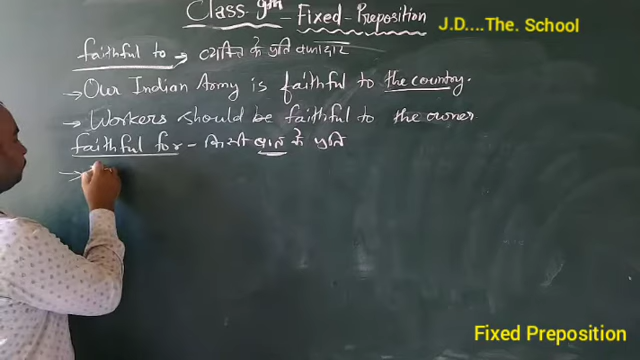 Class 9th - Fixed - Preposition
J.D....The. School
faithful to → व्यक्ति के प्रति वफादार
→ Our Indian Army is faithful to the country.
→ Workers should be faithful to the owner
faithful for - किसी बात के प्रति
→
Fixed Preposition